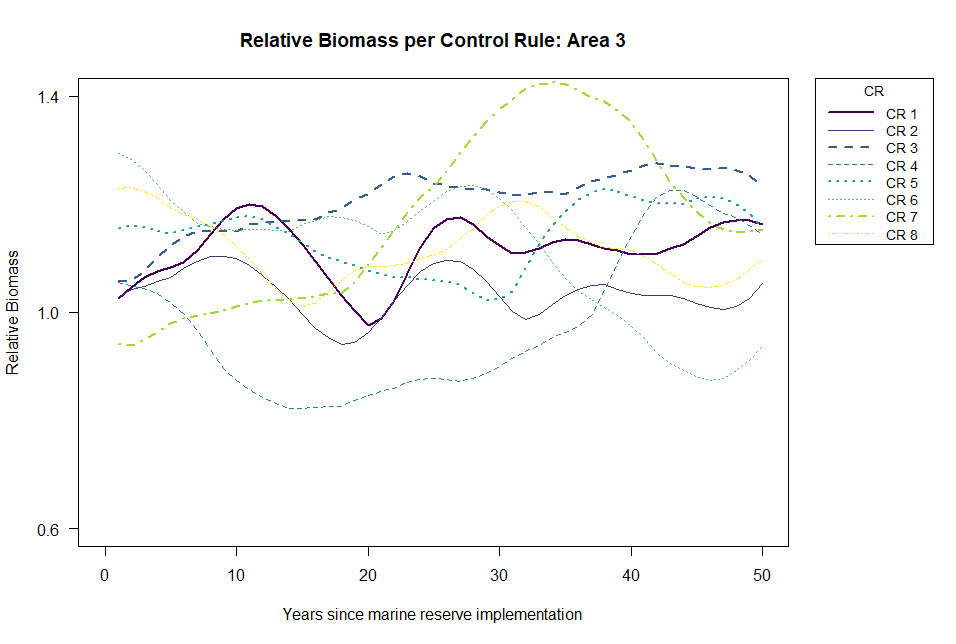 Relative Biomass per Control Rule: Area 3
CR
CR 1
CR 2
CR 3
CR 4
CR 5
CR 6
CR 7
CR 8
Relative Biomass
1.4
1.0
0.6
0 10 20 30 40 50
Years since marine reserve implementation